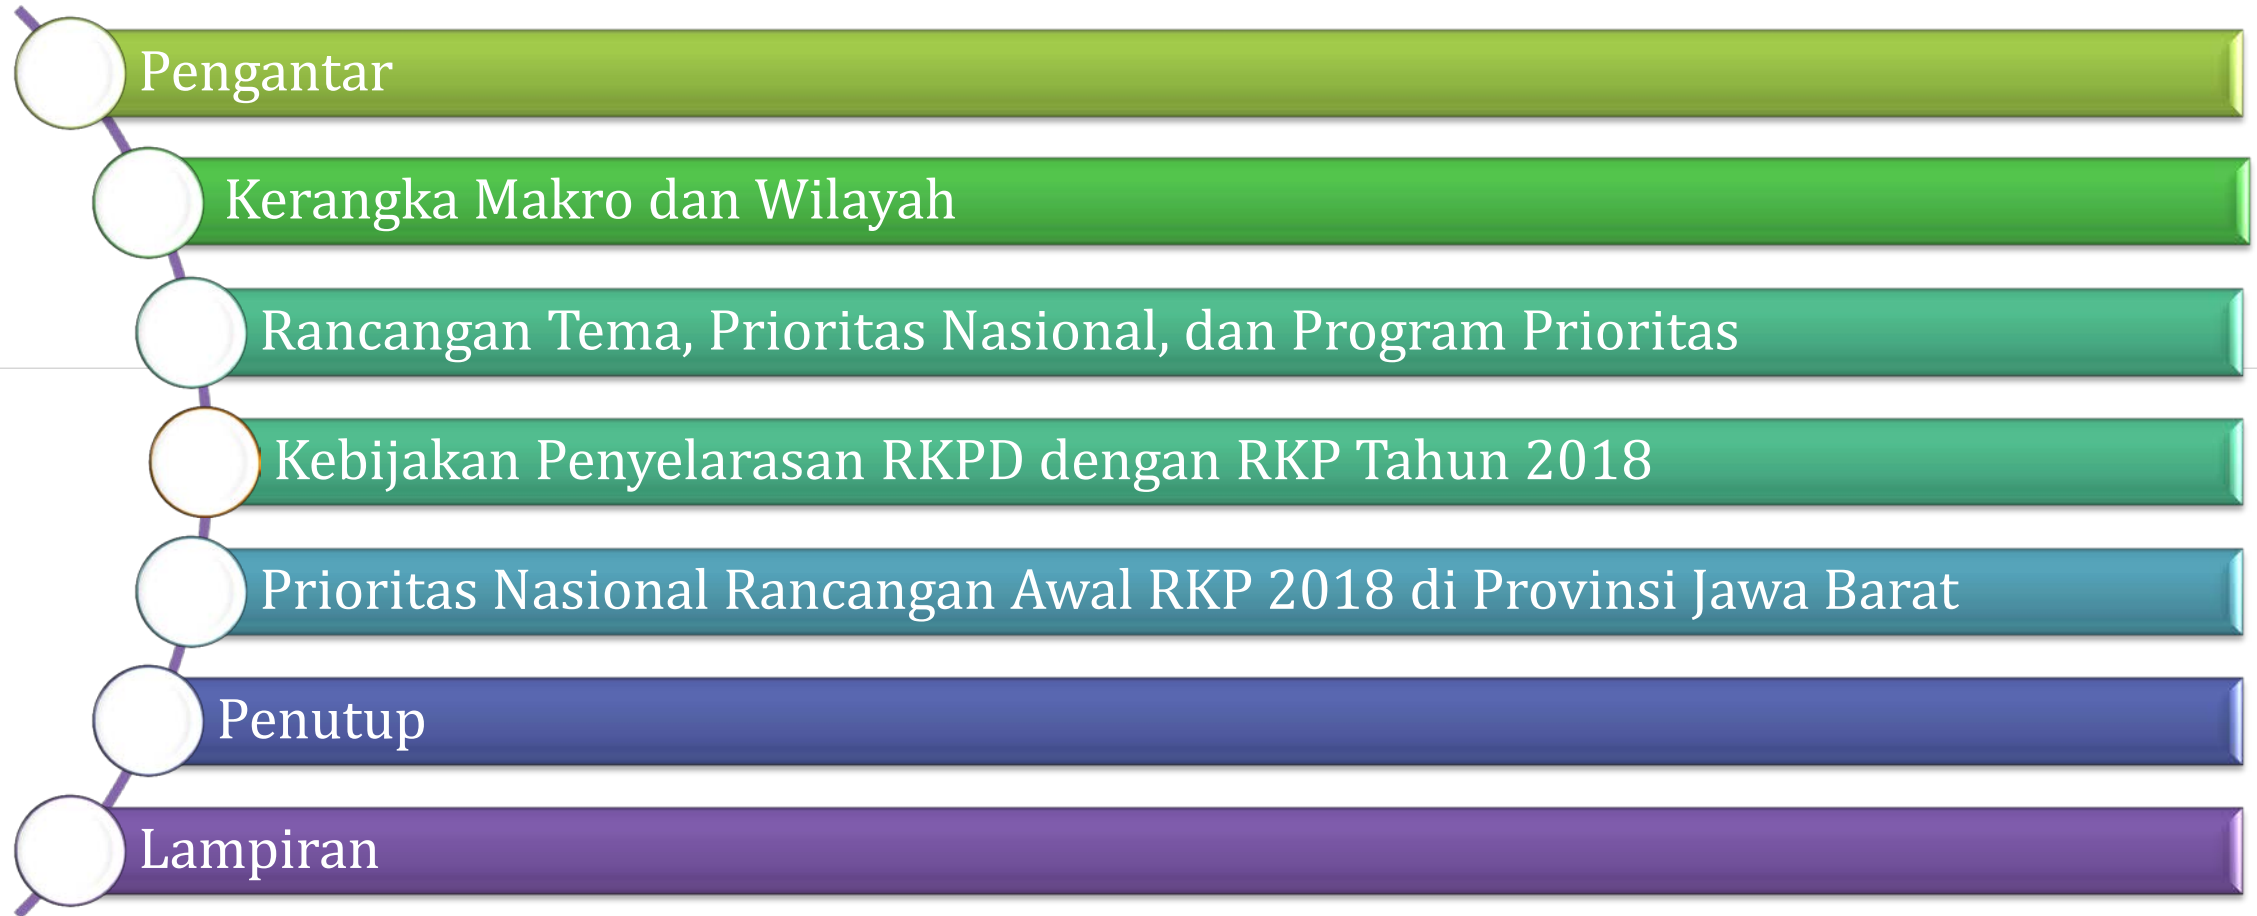 Pengantar
Kerangka Makro dan Wilayah
Rancangan Tema, Prioritas Nasional, dan Program Prioritas
Kebijakan Penyelarasan RKPD dengan RKP Tahun 2018
Prioritas Nasional Rancangan Awal RKP 2018 di Provinsi Jawa Barat
Penutup
Lampiran